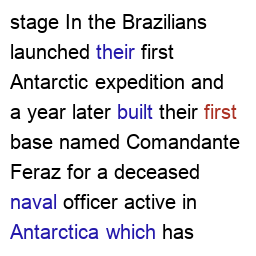 stage In the Brazilians
launched their first
Antarctic expedition and
a year later built their first
base named Comandante
Feraz for a deceased
naval officer active in
Antarctica which has